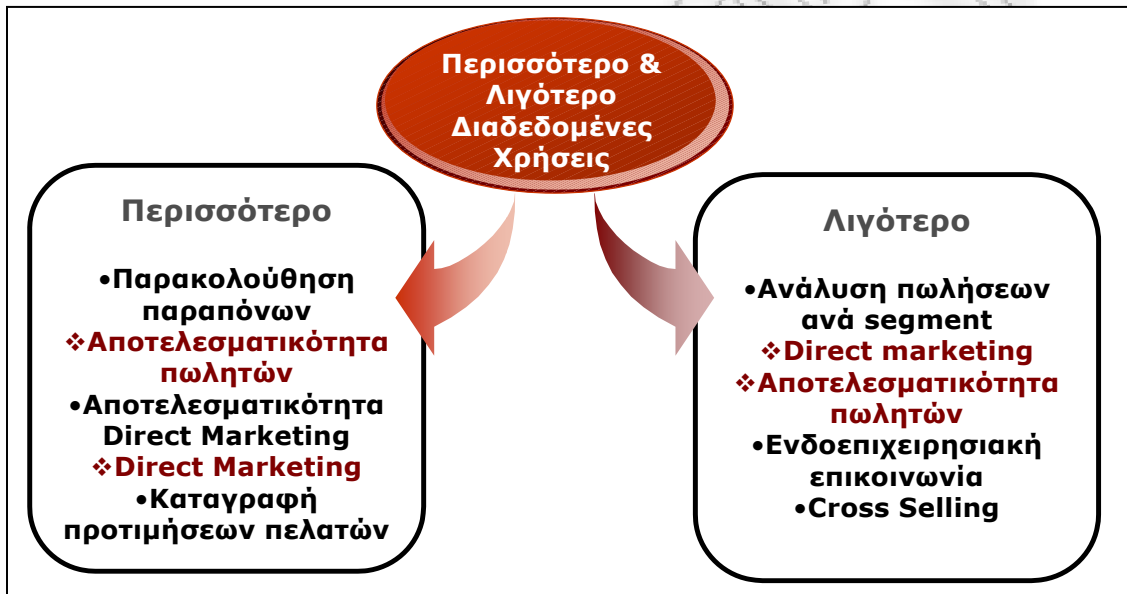 Περισσότερο &
Λιγότερο
Διαδεδομένες
Χρήσεις
Περισσότερο
•Παρακολούθηση
παραπόνων
❖Αποτελεσματικότητα
πωλητών
•Αποτελεσματικότητα
Direct Marketing
❖Direct Marketing
•Καταγραφή
προτιμήσεων πελατών
Λιγότερο
•Ανάλυση πωλήσεων
ανά segment
❖Direct marketing
❖Αποτελεσματικότητα
πωλητών
•Ενδοεπιχειρησιακή
επικοινωνία
•Cross Selling